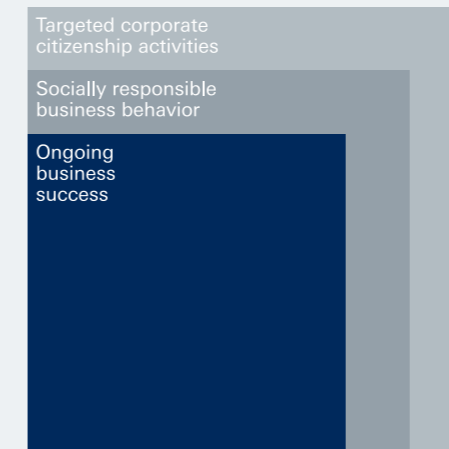 Targeted corporate
citizenship activities
Socially responsible
business behavior
Ongoing
business
success